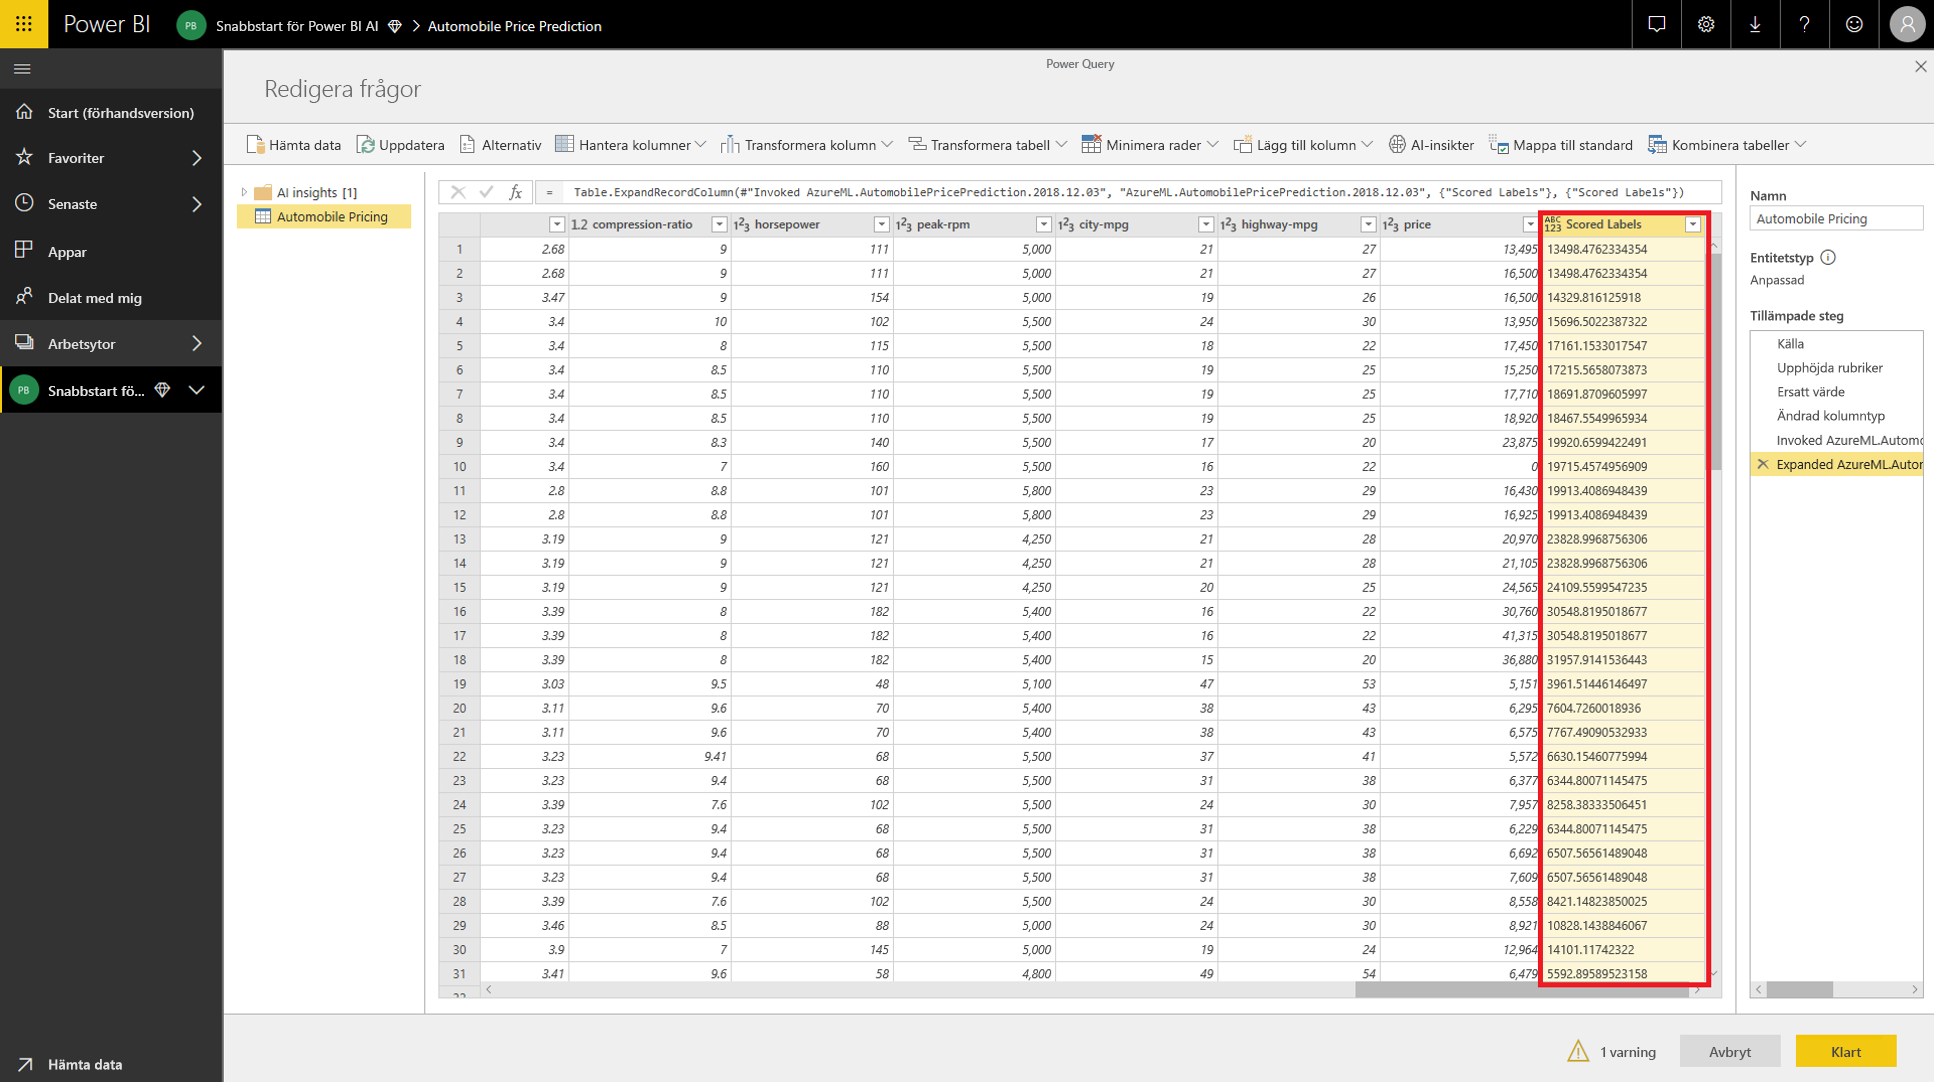 Power BI PB Snabbstart för Power BI AI > Automobile Price Prediction
Power Query
Redigera frågor
Start (förhandsversion)
Favoriter
Senaste
Appar
Delat med mig
Arbetsytor
PB Snabbstart fö...
Hämta data
Hämta data Uppdatera Alternativ Hantera kolumner Transformera kolumn Transformera tabell Minimera rader Lägg till kolumn AI-insikter Mappa till standard Kombinera tabeller
AI insights [1]
Automobile Pricing
fx = Table.ExpandRecordColumn(#"Invoked AzureML.AutomobilePricePrediction.2018.12.03", "AzureML.AutomobilePricePrediction.2018.12.03", {"Scored Labels"}, {"Scored Labels"})
1.2 compression-ratio 123 horsepower 123 peak-rpm 123 city-mpg 123 highway-mpg 123 price ABC 123 Scored Labels
1 2.68 9 111 5,000 21 27 13,495 13498.4762334354
2 2.68 9 111 5,000 21 27 16,500 13498.4762334354
3 3.47 9 154 5,000 19 26 16,500 14329.816125918
4 3.4 10 102 5,500 24 30 13,950 15696.5022387322
5 3.4 8 115 5,500 18 22 17,450 17161.1533017547
6 3.4 8.5 110 5,500 19 25 15,250 17215.5658073873
7 3.4 8.5 110 5,500 19 25 17,710 18691.8709605997
8 3.4 8.5 110 5,500 19 25 18,920 18467.5549965934
9 3.4 8.3 140 5,500 17 20 23,875 19920.6599422491
10 3.4 7 160 5,500 16 22 0 19715.4574956909
11 2.8 8.8 101 5,800 23 29 16,430 19913.4086948439
12 2.8 8.8 101 5,800 23 29 16,925 19913.4086948439
13 3.19 9 121 4,250 21 28 20,970 23828.9968756306
14 3.19 9 121 4,250 21 28 21,105 23828.9968756306
15 3.19 9 121 4,250 20 25 24,565 24109.5599547235
16 3.39 8 182 5,400 16 22 30,760 30548.8195018677
17 3.39 8 182 5,400 16 22 41,315 30548.8195018677
18 3.39 8 182 5,400 15 20 36,880 31957.9141536443
19 3.03 9.5 48 5,100 47 53 5,151 3961.51446146497
20 3.11 9.6 70 5,400 38 43 6,295 7604.7260018936
21 3.11 9.6 70 5,400 38 43 6,575 7767.49090532933
22 3.23 9.41 68 5,500 37 41 5,572 6630.15460775994
23 3.23 9.4 68 5,500 31 38 6,377 6344.80071145475
24 3.39 7.6 102 5,500 24 30 7,957 8258.38333506451
25 3.23 9.4 68 5,500 31 38 6,229 6344.80071145475
26 3.23 9.4 68 5,500 31 38 6,692 6507.56561489048
27 3.23 9.4 68 5,500 31 38 7,609 6507.56561489048
28 3.39 7.6 102 5,500 24 30 8,558 8421.14823850025
29 3.46 8.5 88 5,000 24 30 8,921 10828.1438846067
30 3.9 7 145 5,000 19 24 12,964 14101.11742322
31 3.41 9.6 58 4,800 49 54 6,479 5592.89589523158
Namn
Automobile Pricing
Entitetstyp
Anpassad
Tillämpade steg
Källa
Upphöjda rubriker
Ersatt värde
Ändrad kolumntyp
Invoked AzureML.Automo
Expanded AzureML.Autor
1 varning Avbryt Klart